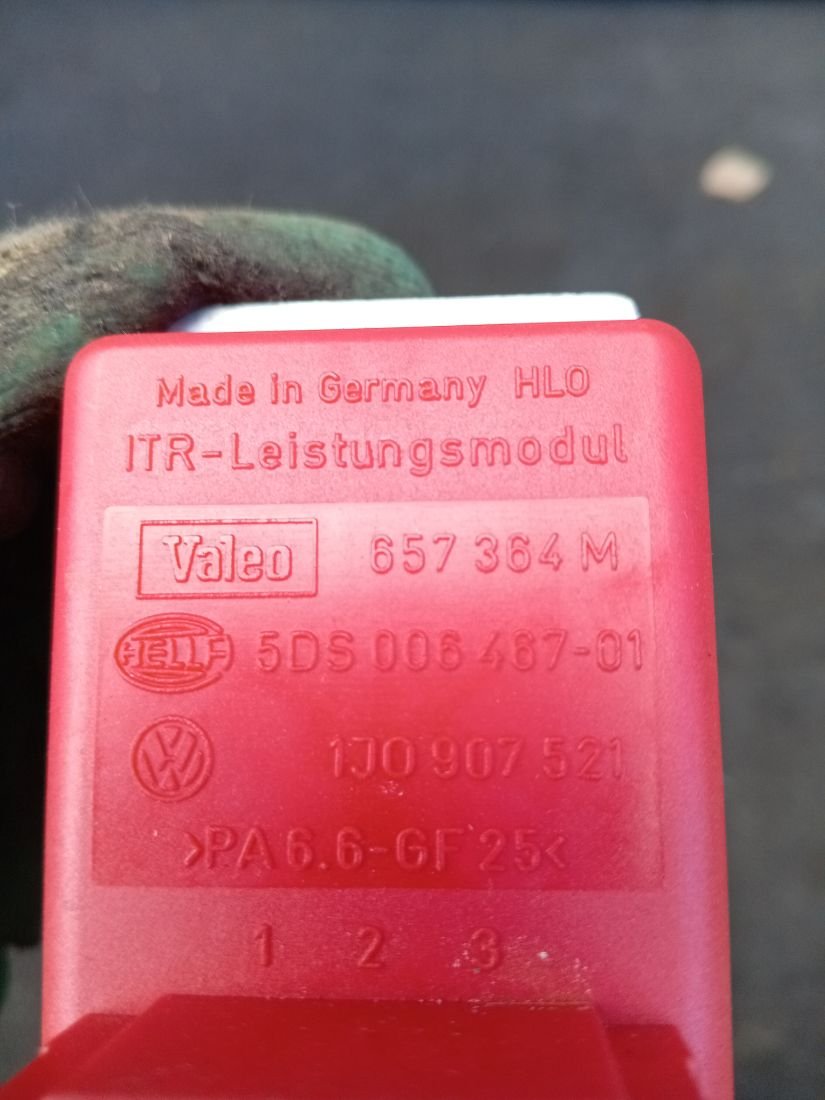 Made in Germany HLO
ITR-Leistungsmodul
Valeo 657 364 M
HELLA 5DS 006 467-01
VW 1J0 907 521
>PA 6.6-GF 25<
1 2 3